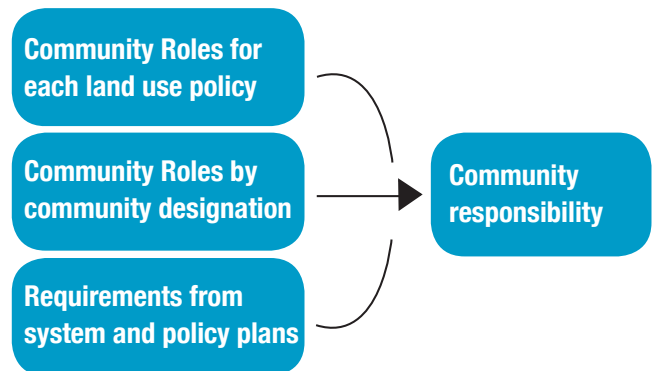 Community Roles for
each land use policy
Community Roles by
community designation
Requirements from
system and policy plans
Community
responsibility